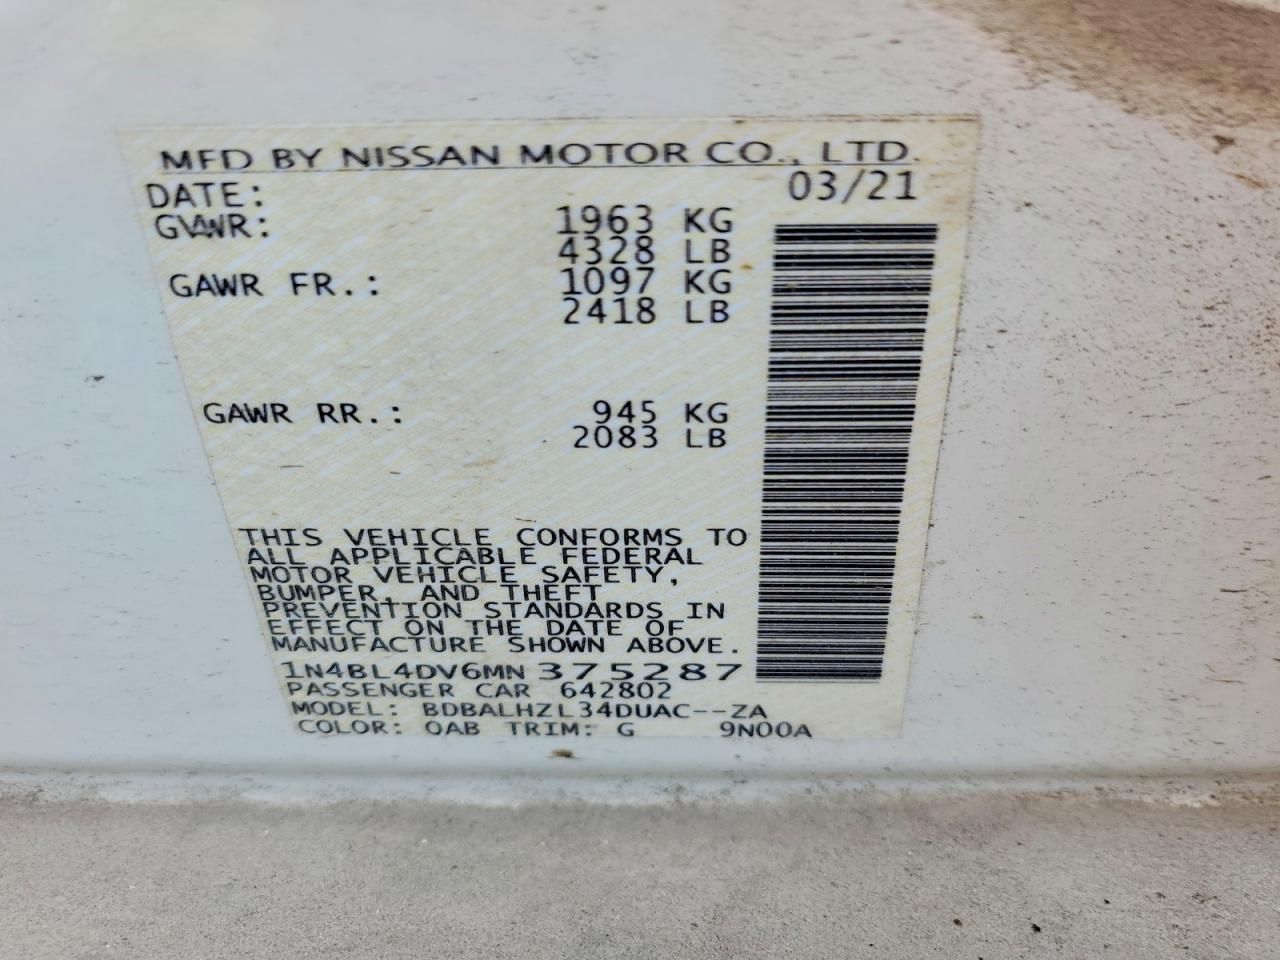 MFD BY NISSAN MOTOR CO., LTD.
DATE: 03/21
GVWR: 1963 KG
4328 LB
GAWR FR.: 1097 KG
2418 LB
GAWR RR.: 945 KG
2083 LB
THIS VEHICLE CONFORMS TO
ALL APPLICABLE FEDERAL
MOTOR VEHICLE SAFETY,
BUMPER, AND THEFT
PREVENTION STANDARDS IN
EFFECT ON THE DATE OF
MANUFACTURE SHOWN ABOVE.
1N4BL4DV6MN375287
PASSENGER CAR 642802
MODEL: BDBALHZL34DUAC--ZA
COLOR: QAB TRIM: G 9N00A